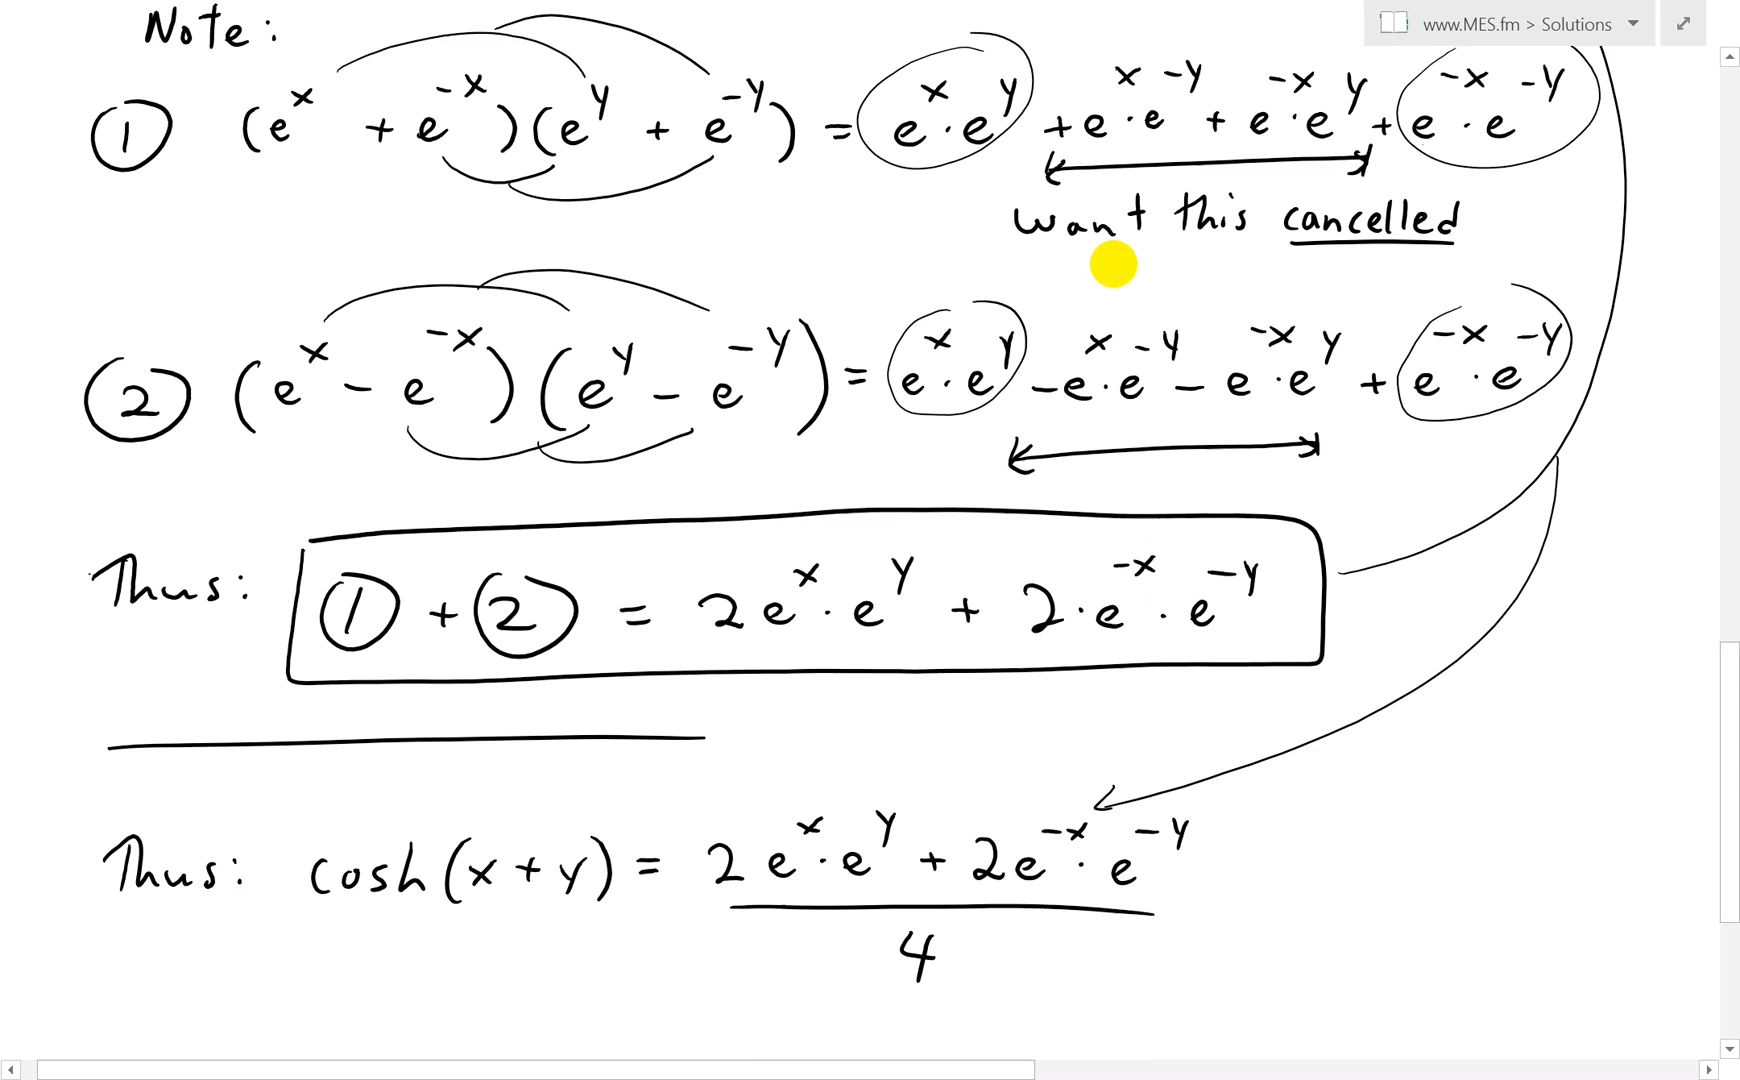 www.MES.fm > Solutions
Note:
① (e^x + e^-x)(e^y + e^-y) = e^x·e^y + e^x·e^-y + e^-x·e^y + e^-x·e^-y
want this cancelled
② (e^x - e^-x)(e^y - e^-y) = e^x·e^y - e^x·e^-y - e^-x·e^y + e^-x·e^-y
Thus: ① + ② = 2e^x·e^y + 2·e^-x·e^-y
Thus: cosh(x+y) = 2e^x·e^y + 2e^-x·e^-y
4